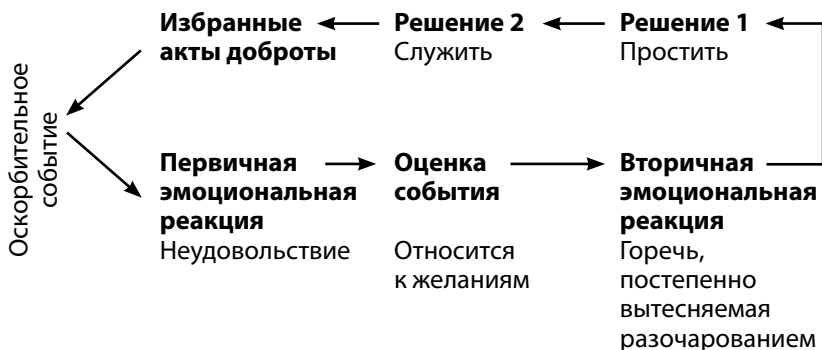 Избранные
акты доброты
Решение 2
Служить
Решение 1
Простить
Оскорбительное
событие
Первичная
эмоциональная
реакция
Неудовольствие
Оценка
события
Относится
к желаниям
Вторичная
эмоциональная
реакция
Горечь,
постепенно
вытесняемая
разочарованием